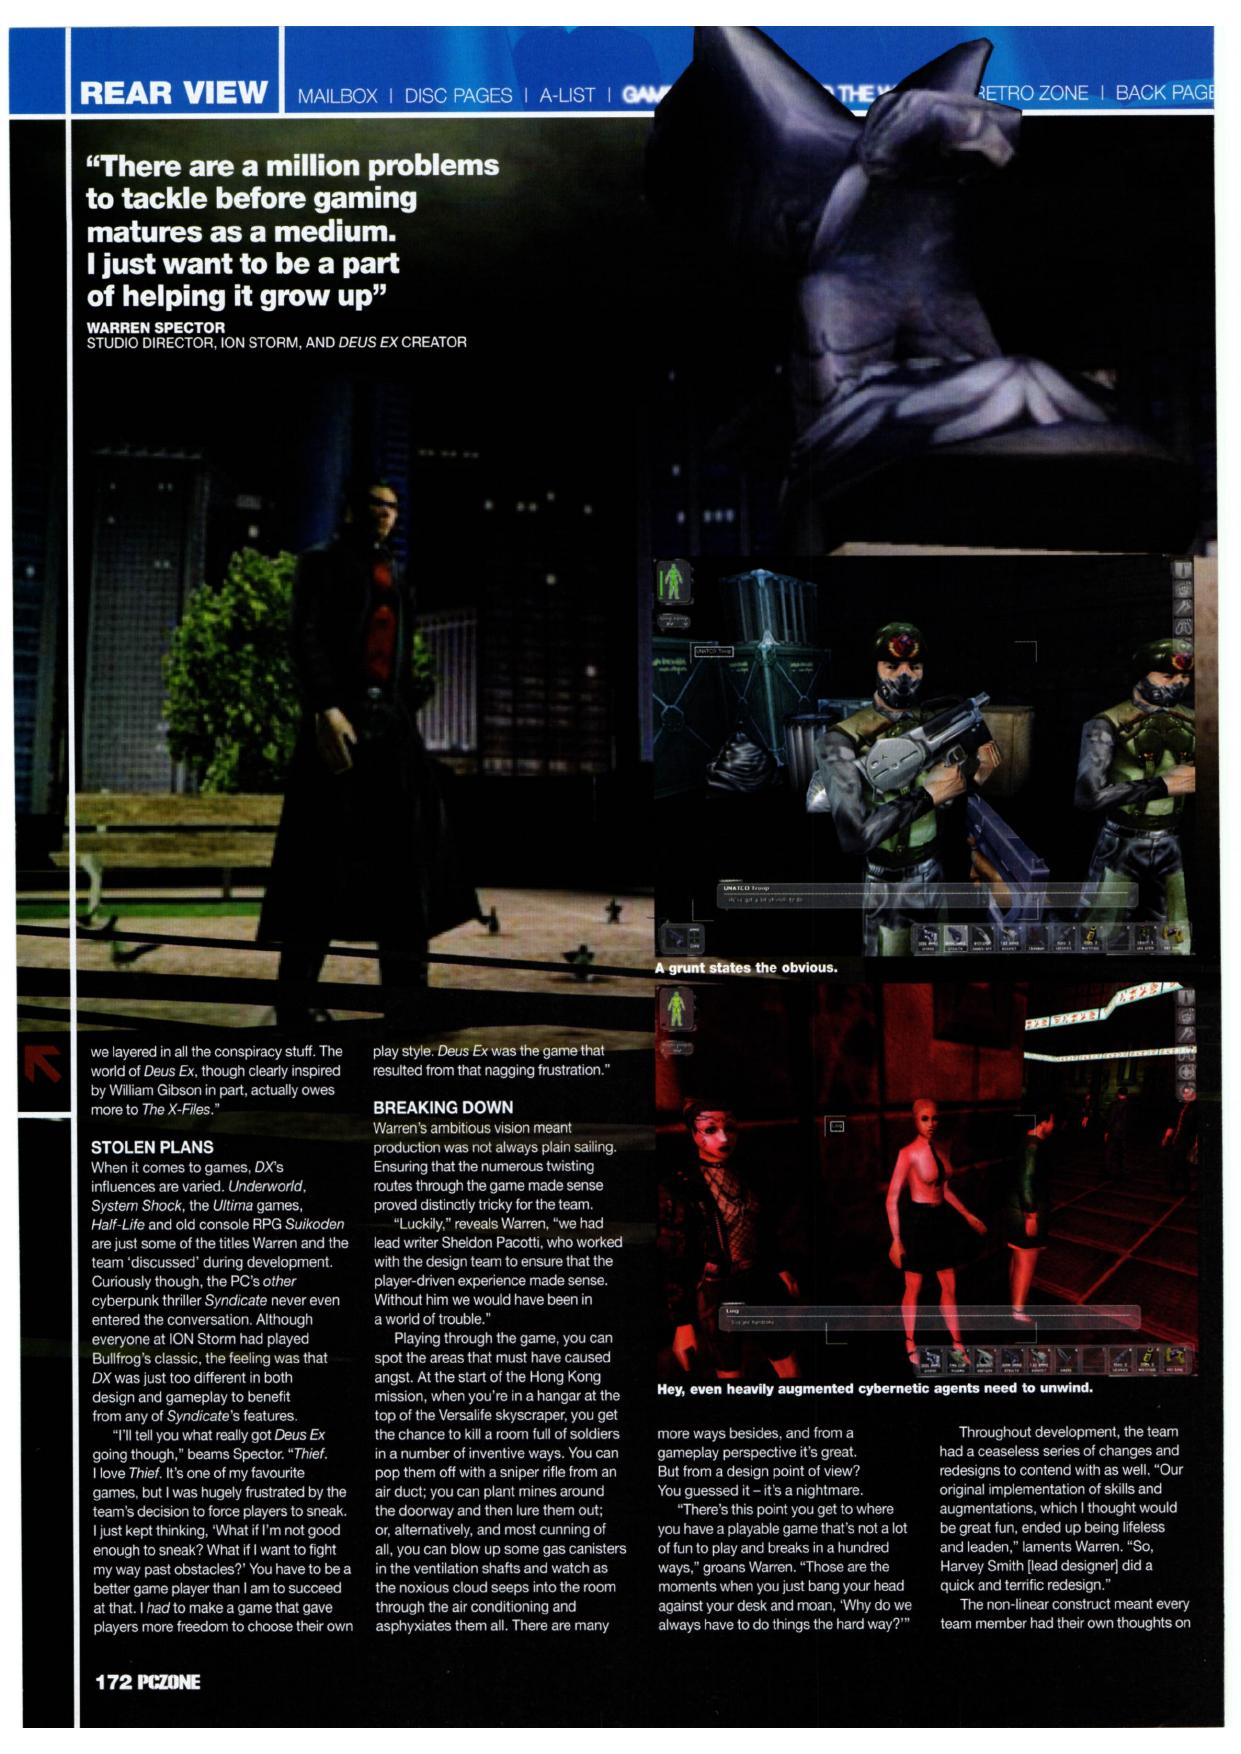 REAR VIEW
MAILBOX | DISC PAGES | A-LIST | GAM THE W RETRO ZONE | BACK PAGE
“There are a million problems
to tackle before gaming
matures as a medium.
I just want to be a part
of helping it grow up”
WARREN SPECTOR
STUDIO DIRECTOR, ION STORM, AND DEUS EX CREATOR
UNATCO Troop
UNATCO Troop
A grunt states the obvious.
Ling
Ling
Hey, even heavily augmented cybernetic agents need to unwind.
we layered in all the conspiracy stuff. The
world of Deus Ex, though clearly inspired
by William Gibson in part, actually owes
more to The X-Files.”
STOLEN PLANS
When it comes to games, DX's
influences are varied. Underworld,
System Shock, the Ultima games,
Half-Life and old console RPG Suikoden
are just some of the titles Warren and the
team ‘discussed’ during development.
Curiously though, the PC's other
cyberpunk thriller Syndicate never even
entered the conversation. Although
everyone at ION Storm had played
Bullfrog's classic, the feeling was that
DX was just too different in both
design and gameplay to benefit
from any of Syndicate's features.
“I'll tell you what really got Deus Ex
going though,” beams Spector. “Thief.
I love Thief. It's one of my favourite
games, but I was hugely frustrated by the
team's decision to force players to sneak.
I just kept thinking, ‘What if I'm not good
enough to sneak? What if I want to fight
my way past obstacles?’ You have to be a
better game player than I am to succeed
at that. I had to make a game that gave
players more freedom to choose their own
play style. Deus Ex was the game that
resulted from that nagging frustration.”
BREAKING DOWN
Warren's ambitious vision meant
production was not always plain sailing.
Ensuring that the numerous twisting
routes through the game made sense
proved distinctly tricky for the team.
“Luckily,” reveals Warren, “we had
lead writer Sheldon Pacotti, who worked
with the design team to ensure that the
player-driven experience made sense.
Without him we would have been in
a world of trouble.”
Playing through the game, you can
spot the areas that must have caused
angst. At the start of the Hong Kong
mission, when you're in a hangar at the
top of the Versalife skyscraper, you get
the chance to kill a room full of soldiers
in a number of inventive ways. You can
pop them off with a sniper rifle from an
air duct; you can plant mines around
the doorway and then lure them out;
or, alternatively, and most cunning of
all, you can blow up some gas canisters
in the ventilation shafts and watch as
the noxious cloud seeps into the room
through the air conditioning and
asphyxiates them all. There are many
more ways besides, and from a
gameplay perspective it's great.
But from a design point of view?
You guessed it – it's a nightmare.
“There's this point you get to where
you have a playable game that's not a lot
of fun to play and breaks in a hundred
ways,” groans Warren. “Those are the
moments when you just bang your head
against your desk and moan, ‘Why do we
always have to do things the hard way?’”
Throughout development, the team
had a ceaseless series of changes and
redesigns to contend with as well, “Our
original implementation of skills and
augmentations, which I thought would
be great fun, ended up being lifeless
and leaden,” laments Warren. “So,
Harvey Smith [lead designer] did a
quick and terrific redesign.”
The non-linear construct meant every
team member had their own thoughts on
172 PCZONE